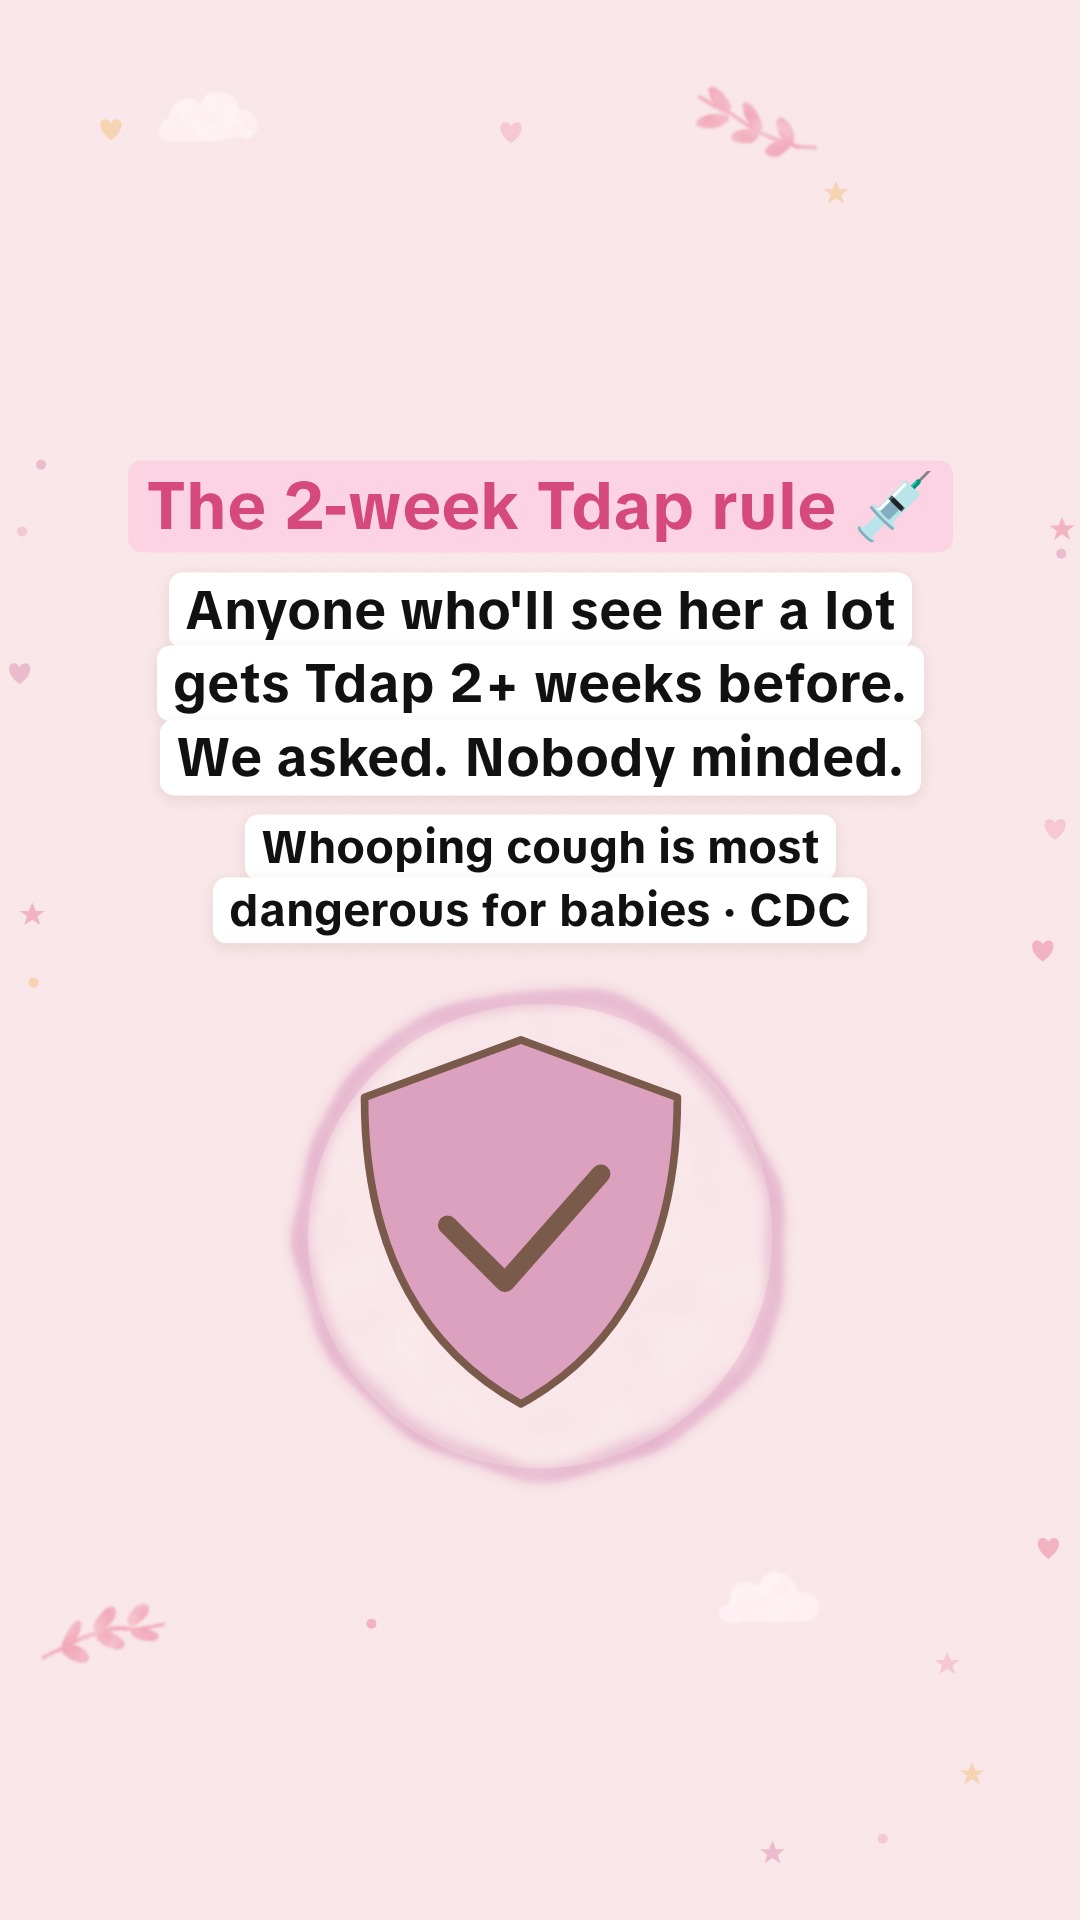 The 2-week Tdap rule 💉
Anyone who'll see her a lot
gets Tdap 2+ weeks before.
We asked. Nobody minded.
Whooping cough is most
dangerous for babies · CDC